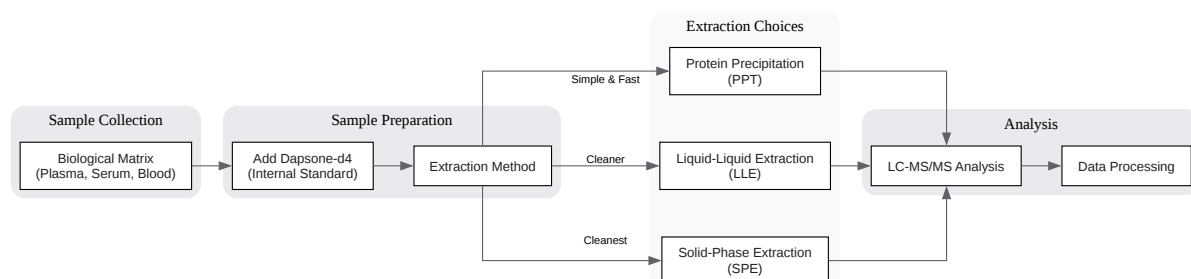 Extraction Choices
Protein Precipitation
(PPT)
Simple & Fast
Sample Collection
Sample Preparation
Analysis
Biological Matrix
(Plasma, Serum, Blood)
Add Dapsone-d4
(Internal Standard)
Extraction Method
Cleaner
Liquid-Liquid Extraction
(LLE)
LC-MS/MS Analysis
Data Processing
Cleanest
Solid-Phase Extraction
(SPE)